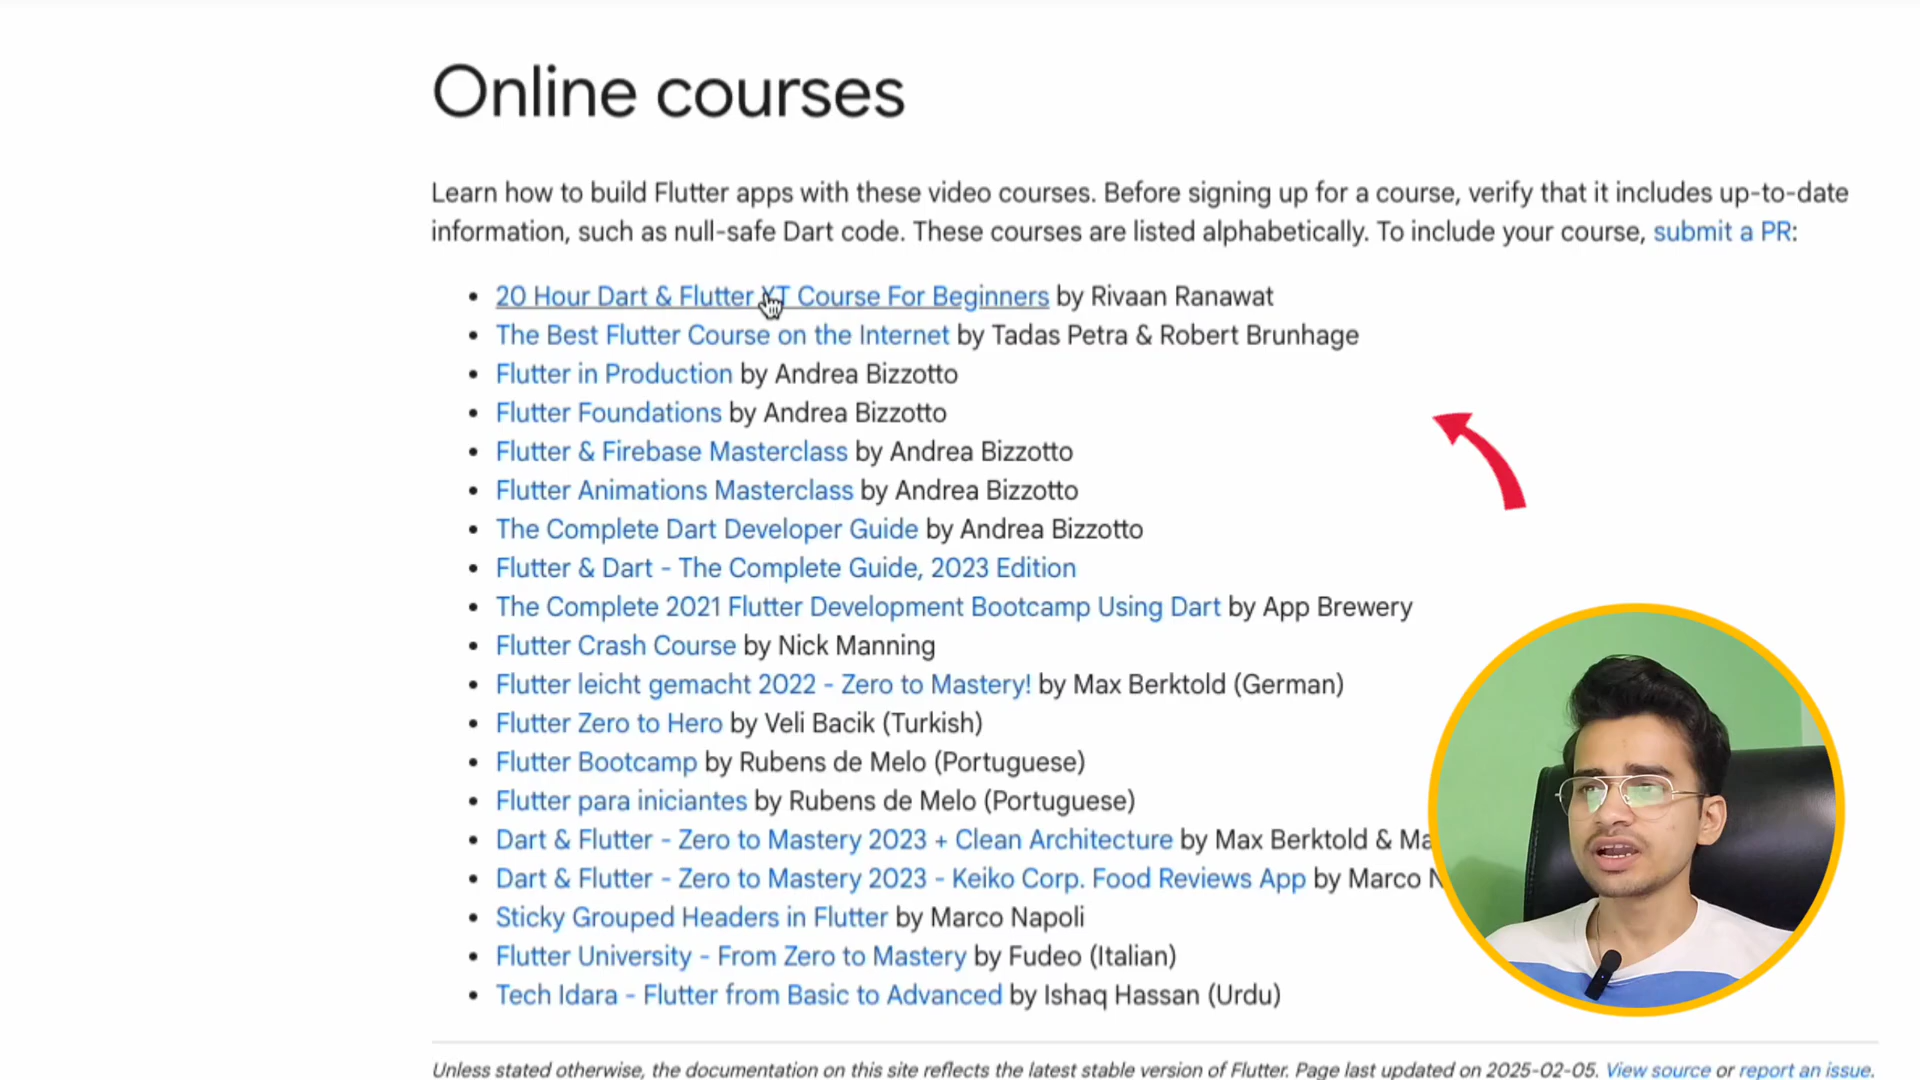 Online courses
Learn how to build Flutter apps with these video courses. Before signing up for a course, verify that it includes up-to-date
information, such as null-safe Dart code. These courses are listed alphabetically. To include your course, submit a PR:
• 20 Hour Dart & Flutter YT Course For Beginners by Rivaan Ranawat
• The Best Flutter Course on the Internet by Tadas Petra & Robert Brunhage
• Flutter in Production by Andrea Bizzotto
• Flutter Foundations by Andrea Bizzotto
• Flutter & Firebase Masterclass by Andrea Bizzotto
• Flutter Animations Masterclass by Andrea Bizzotto
• The Complete Dart Developer Guide by Andrea Bizzotto
• Flutter & Dart - The Complete Guide, 2023 Edition
• The Complete 2021 Flutter Development Bootcamp Using Dart by App Brewery
• Flutter Crash Course by Nick Manning
• Flutter leicht gemacht 2022 - Zero to Mastery! by Max Berktold (German)
• Flutter Zero to Hero by Veli Bacik (Turkish)
• Flutter Bootcamp by Rubens de Melo (Portuguese)
• Flutter para iniciantes by Rubens de Melo (Portuguese)
• Dart & Flutter - Zero to Mastery 2023 + Clean Architecture by Max Berktold &
• Dart & Flutter - Zero to Mastery 2023 - Keiko Corp. Food Reviews App by Marco
• Sticky Grouped Headers in Flutter by Marco Napoli
• Flutter University - From Zero to Mastery by Fudeo (Italian)
• Tech Idara - Flutter from Basic to Advanced by Ishaq Hassan (Urdu)
Unless stated otherwise, the documentation on this site reflects the latest stable version of Flutter. Page last updated on 2025-02-05. View source or report an issue.